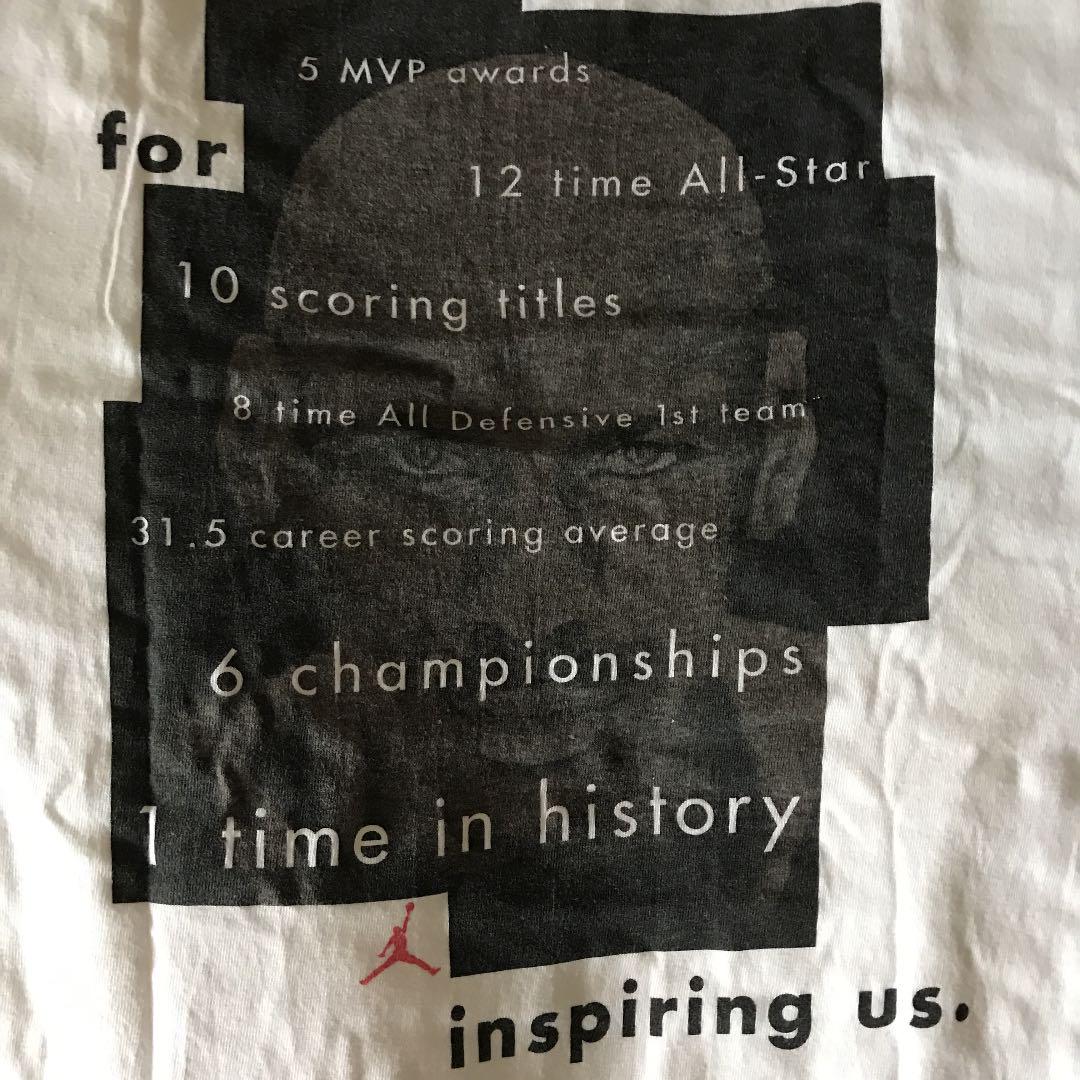 5 MVP awards
for
12 time All-Star
10 scoring titles
8 time All Defensive 1st team
31.5 career scoring average
6 championships
1 time in history
inspiring us.